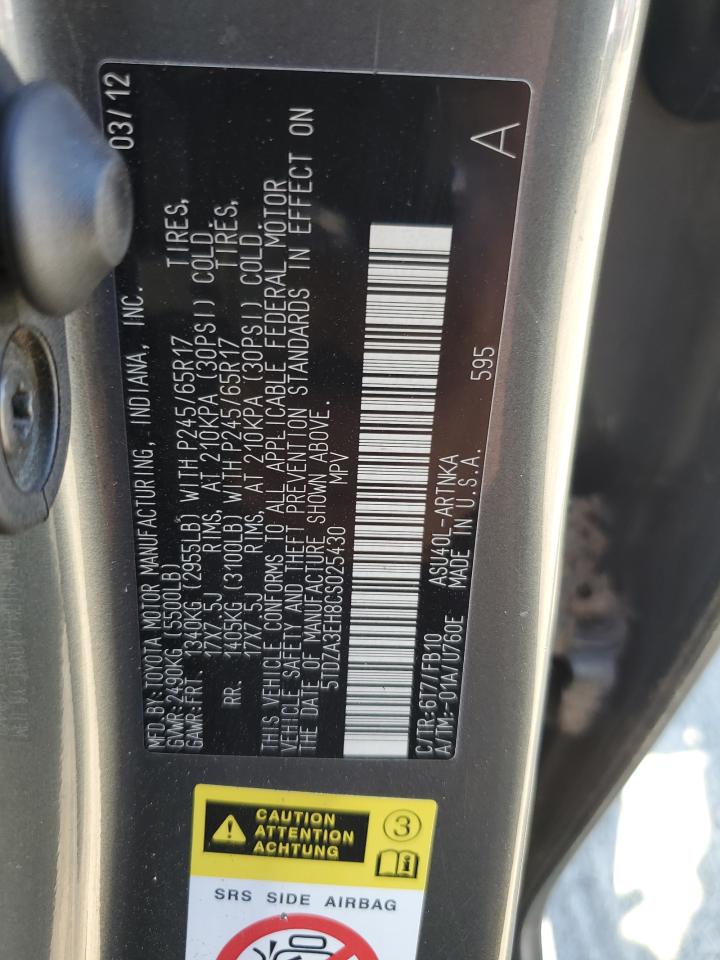 MFD. BY: TOYOTA MOTOR MANUFACTURING, INDIANA, INC. 03/12
GVWR: 2490KG (5500LB)
GAWR: FRT 1340KG (2955LB) WITH P245/65R17 TIRES,
17X7.5J RIMS, AT 210KPA (30PSI) COLD.
RR. 1405KG (3100LB) WITH P245/65R17 TIRES,
17X7.5J RIMS, AT 210KPA (30PSI) COLD.
THIS VEHICLE CONFORMS TO ALL APPLICABLE FEDERAL MOTOR
VEHICLE SAFETY AND THEFT PREVENTION STANDARDS IN EFFECT ON
THE DATE OF MANUFACTURE SHOWN ABOVE.
5TDZA3EH8CS025430 MPV
C/TR: 617/FB10 ASU40L-ARTNKA
A/TM: -01A/U760E MADE IN U.S.A.
595
A
CAUTION
ATTENTION
ACHTUNG
3
SRS SIDE AIRBAG